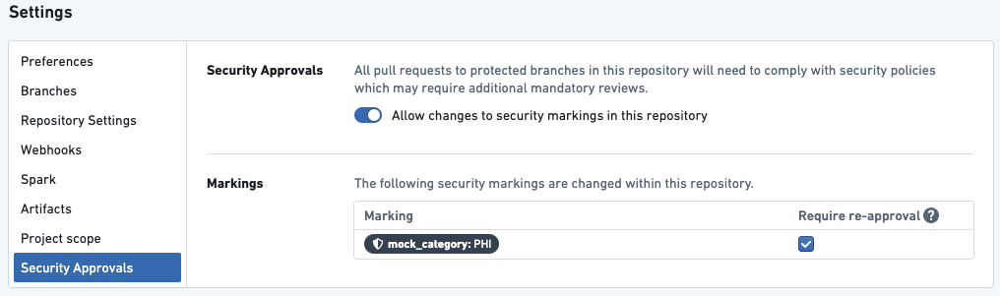 Settings
Preferences
Branches
Repository Settings
Webhooks
Spark
Artifacts
Project scope
Security Approvals
Security Approvals
All pull requests to protected branches in this repository will need to comply with security policies
which may require additional mandatory reviews.
Allow changes to security markings in this repository
Markings
The following security markings are changed within this repository.
Marking
Require re-approval ?
mock_category: PHI